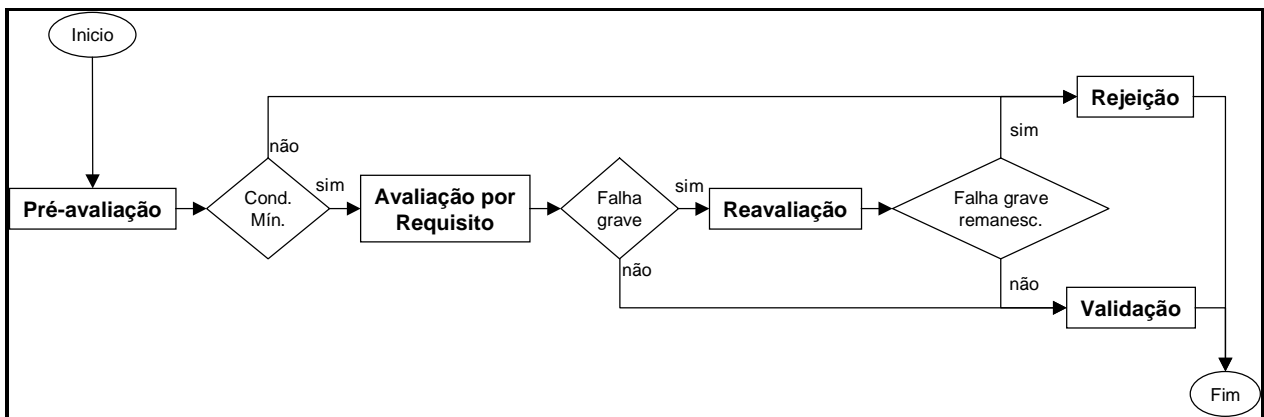 Inicio
Pré-avaliação
não
Cond.
Mín.
sim
Avaliação por
Requisito
Falha
grave
sim
não
Reavaliação
Falha grave
remanesc.
sim
não
Rejeição
Validação
Fim